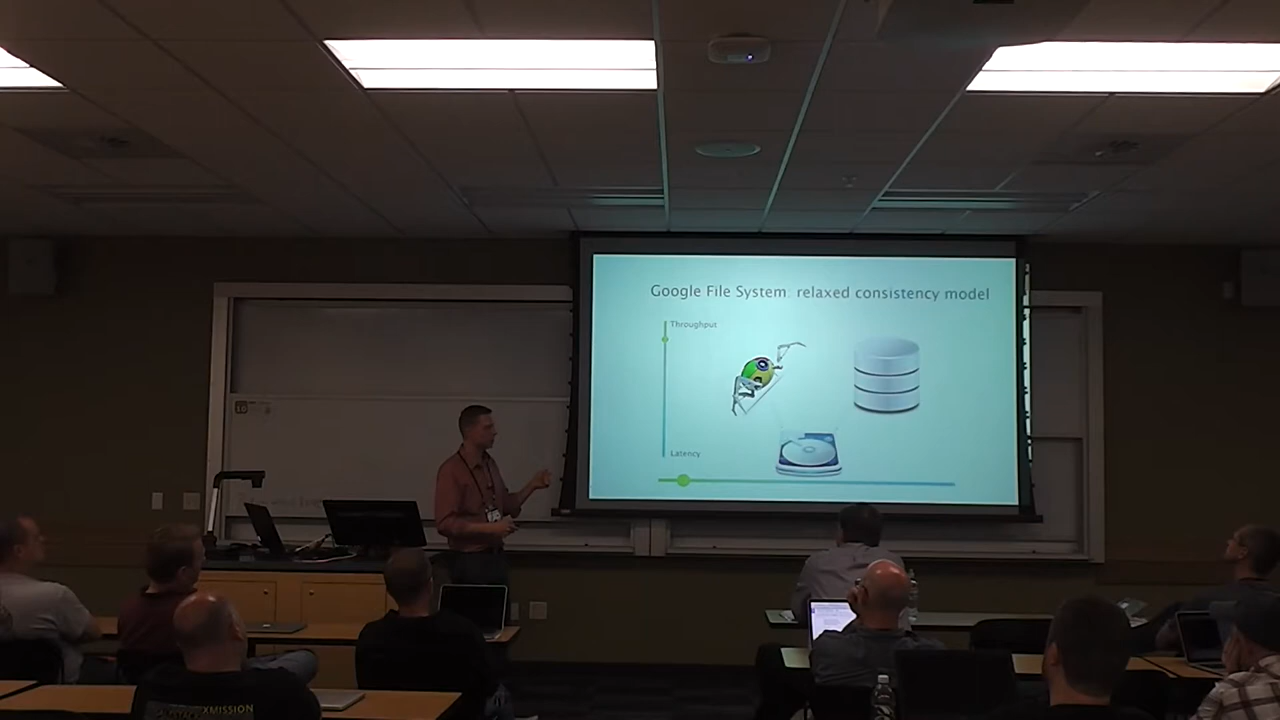 Google File System: relaxed consistency model
Throughput
Latency
XMISSION